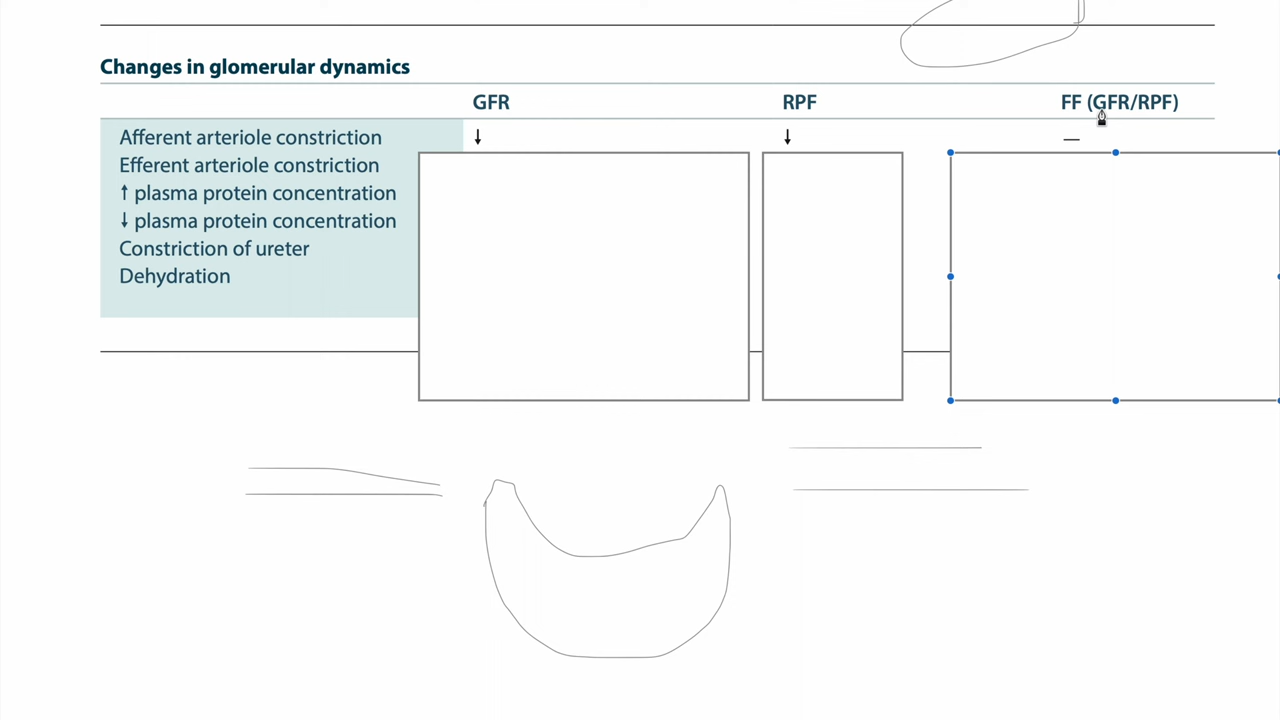 Changes in glomerular dynamics
GFR RPF FF (GFR/RPF)
Afferent arteriole constriction ↓ ↓ —
Efferent arteriole constriction
↑ plasma protein concentration
↓ plasma protein concentration
Constriction of ureter
Dehydration